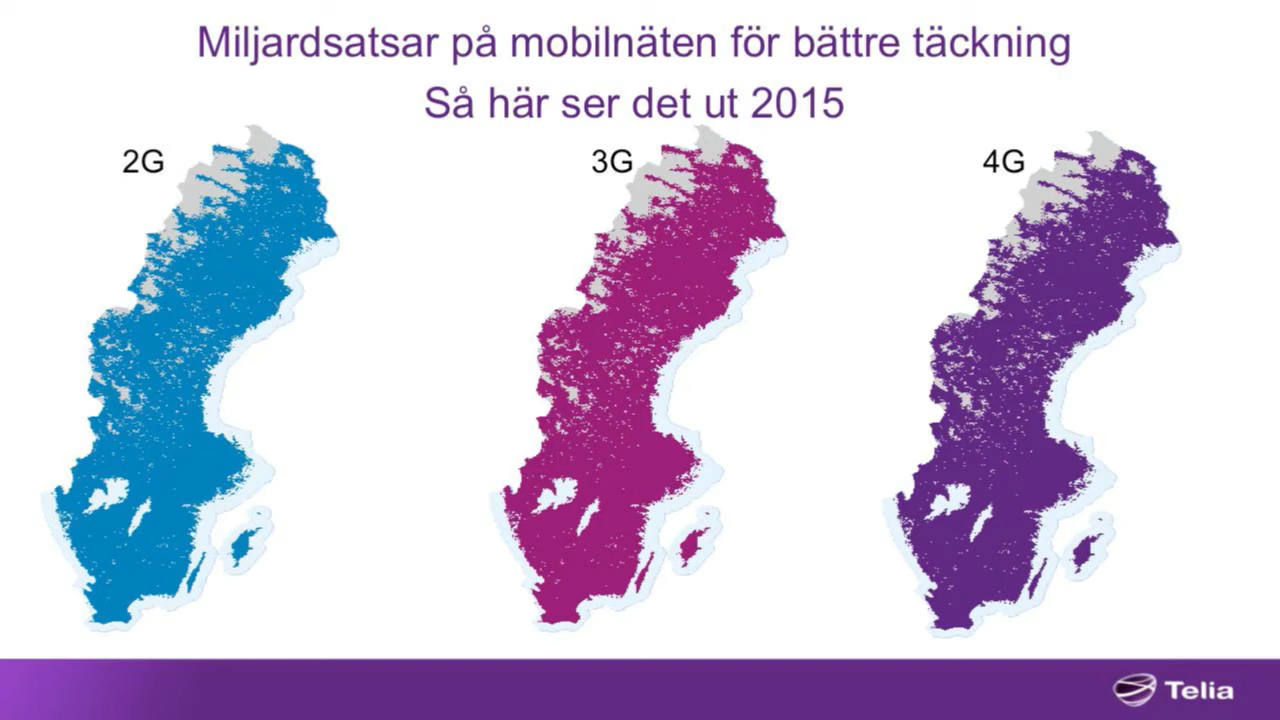 Miljardsatsar på mobilnäten för bättre täckning
Så här ser det ut 2015
2G
3G
4G
Telia